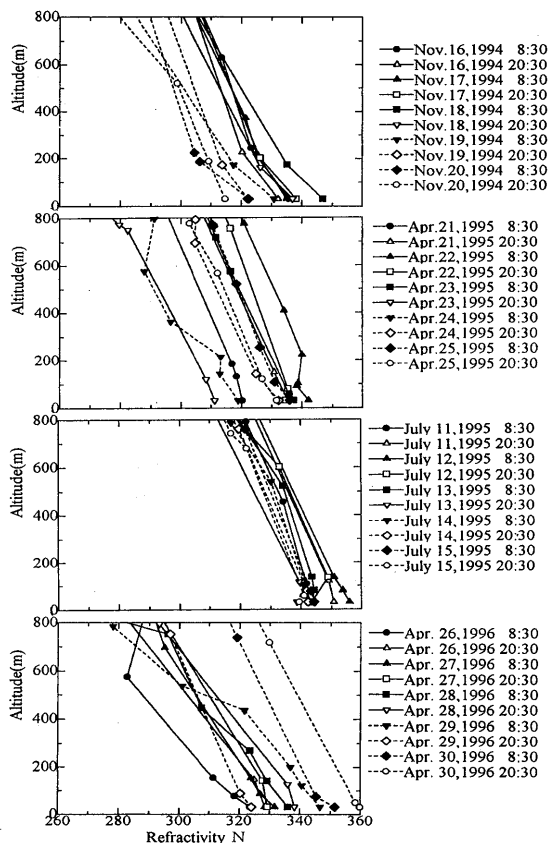 800
600
400
200
0
Altitude(m)
Nov.16,1994 8:30
Nov.16,1994 20:30
Nov.17,1994 8:30
Nov.17,1994 20:30
Nov.18,1994 8:30
Nov.18,1994 20:30
Nov.19,1994 8:30
Nov.19,1994 20:30
Nov.20,1994 8:30
Nov.20,1994 20:30
800
600
400
200
0
Altitude(m)
Apr.21,1995 8:30
Apr.21,1995 20:30
Apr.22,1995 8:30
Apr.22,1995 20:30
Apr.23,1995 8:30
Apr.23,1995 20:30
Apr.24,1995 8:30
Apr.24,1995 20:30
Apr.25,1995 8:30
Apr.25,1995 20:30
800
600
400
200
0
Altitude(m)
July 11,1995 8:30
July 11,1995 20:30
July 12,1995 8:30
July 12,1995 20:30
July 13,1995 8:30
July 13,1995 20:30
July 14,1995 8:30
July 14,1995 20:30
July 15,1995 8:30
July 15,1995 20:30
800
600
400
200
0
Altitude(m)
Apr. 26,1996 8:30
Apr. 26,1996 20:30
Apr. 27,1996 8:30
Apr. 27,1996 20:30
Apr. 28,1996 8:30
Apr. 28,1996 20:30
Apr. 29,1996 8:30
Apr. 29,1996 20:30
Apr. 30,1996 8:30
Apr. 30,1996 20:30
260 280 300 320 340 360
Refractivity N